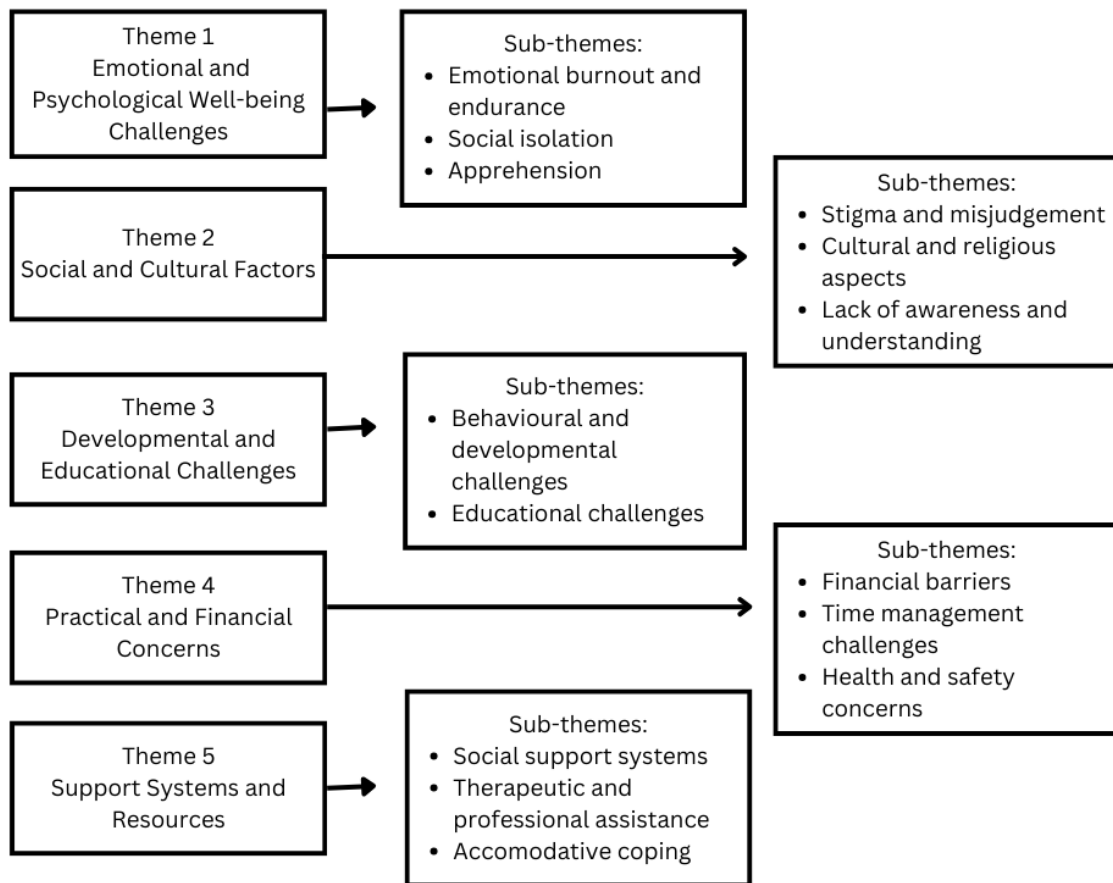 Theme 1
Emotional and
Psychological Well-being
Challenges
Sub-themes:
• Emotional burnout and
endurance
• Social isolation
• Apprehension
Theme 2
Social and Cultural Factors
Sub-themes:
• Stigma and misjudgement
• Cultural and religious
aspects
• Lack of awareness and
understanding
Theme 3
Developmental and
Educational Challenges
Sub-themes:
• Behavioural and
developmental
challenges
• Educational challenges
Theme 4
Practical and Financial
Concerns
Sub-themes:
• Financial barriers
• Time management
challenges
• Health and safety
concerns
Theme 5
Support Systems and
Resources
Sub-themes:
• Social support systems
• Therapeutic and
professional assistance
• Accomodative coping